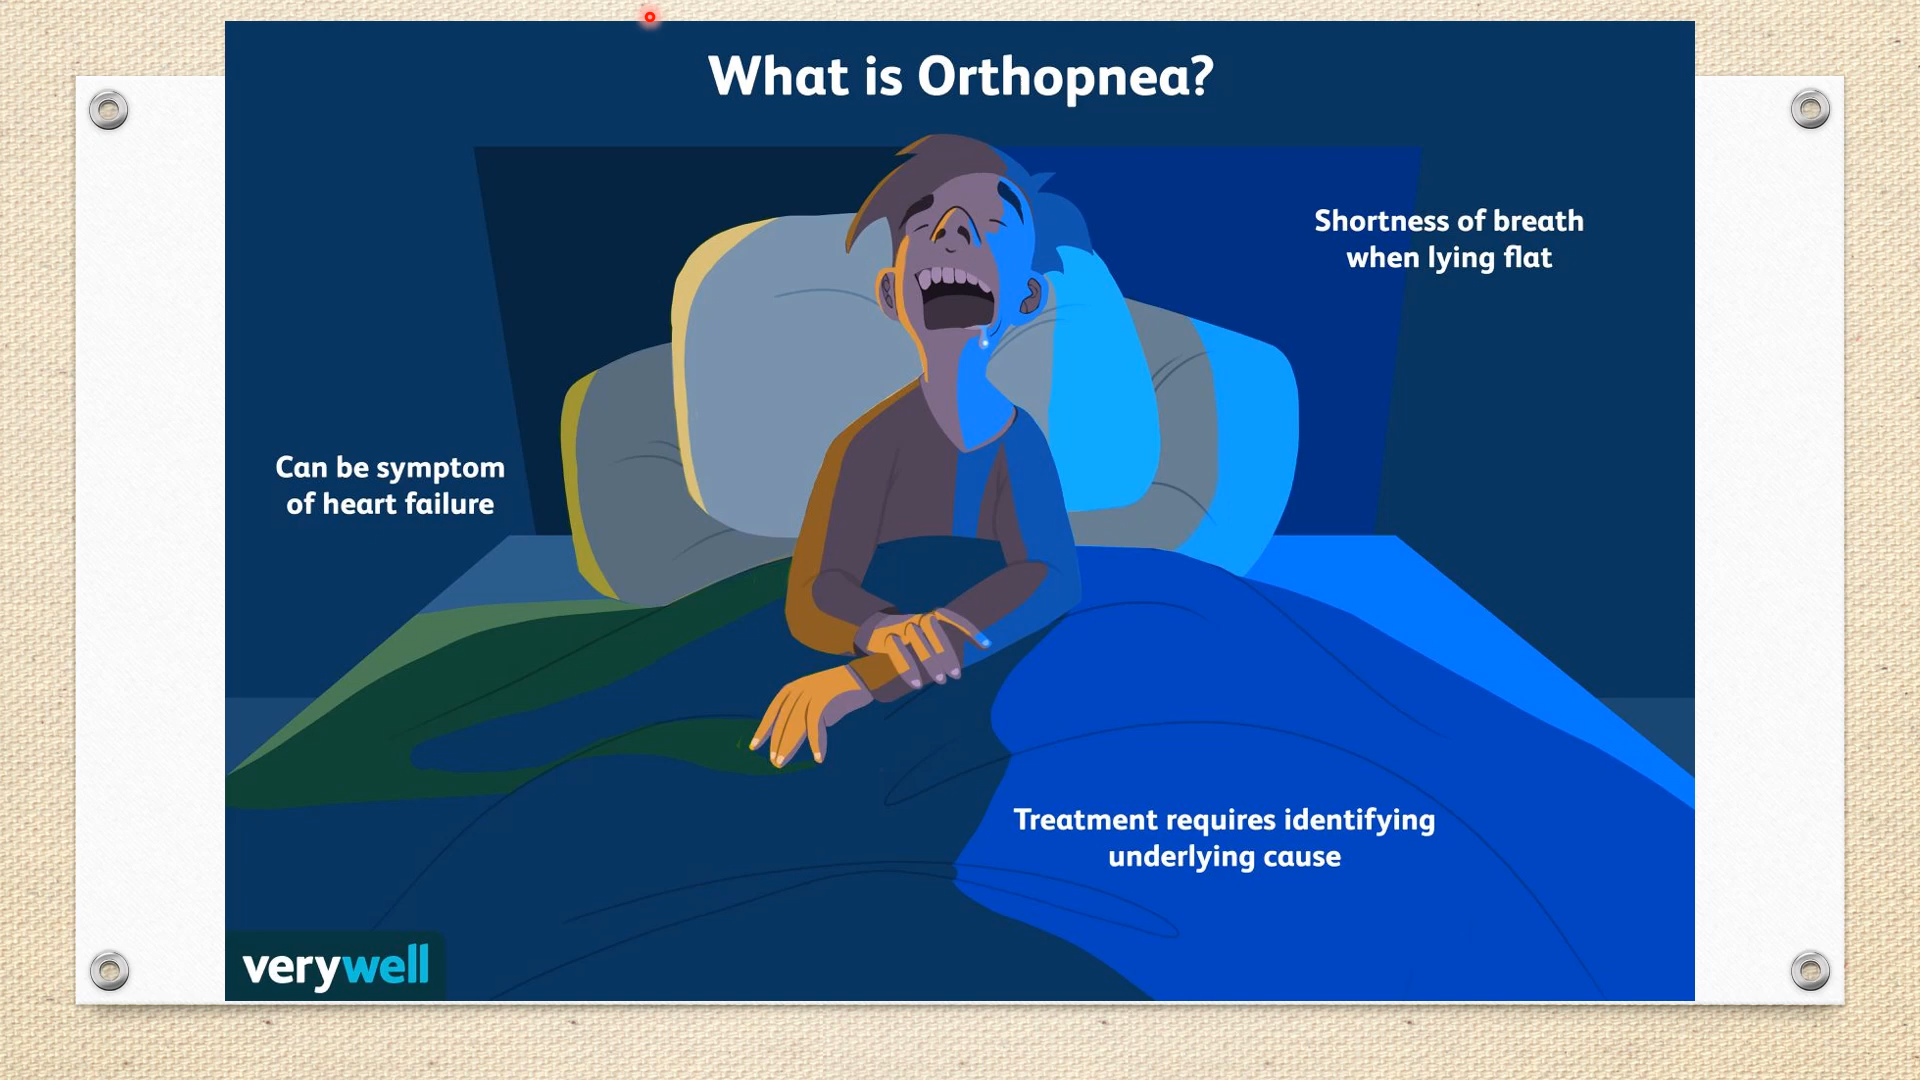 What is Orthopnea?
Shortness of breath
when lying flat
Can be symptom
of heart failure
Treatment requires identifying
underlying cause
verywell